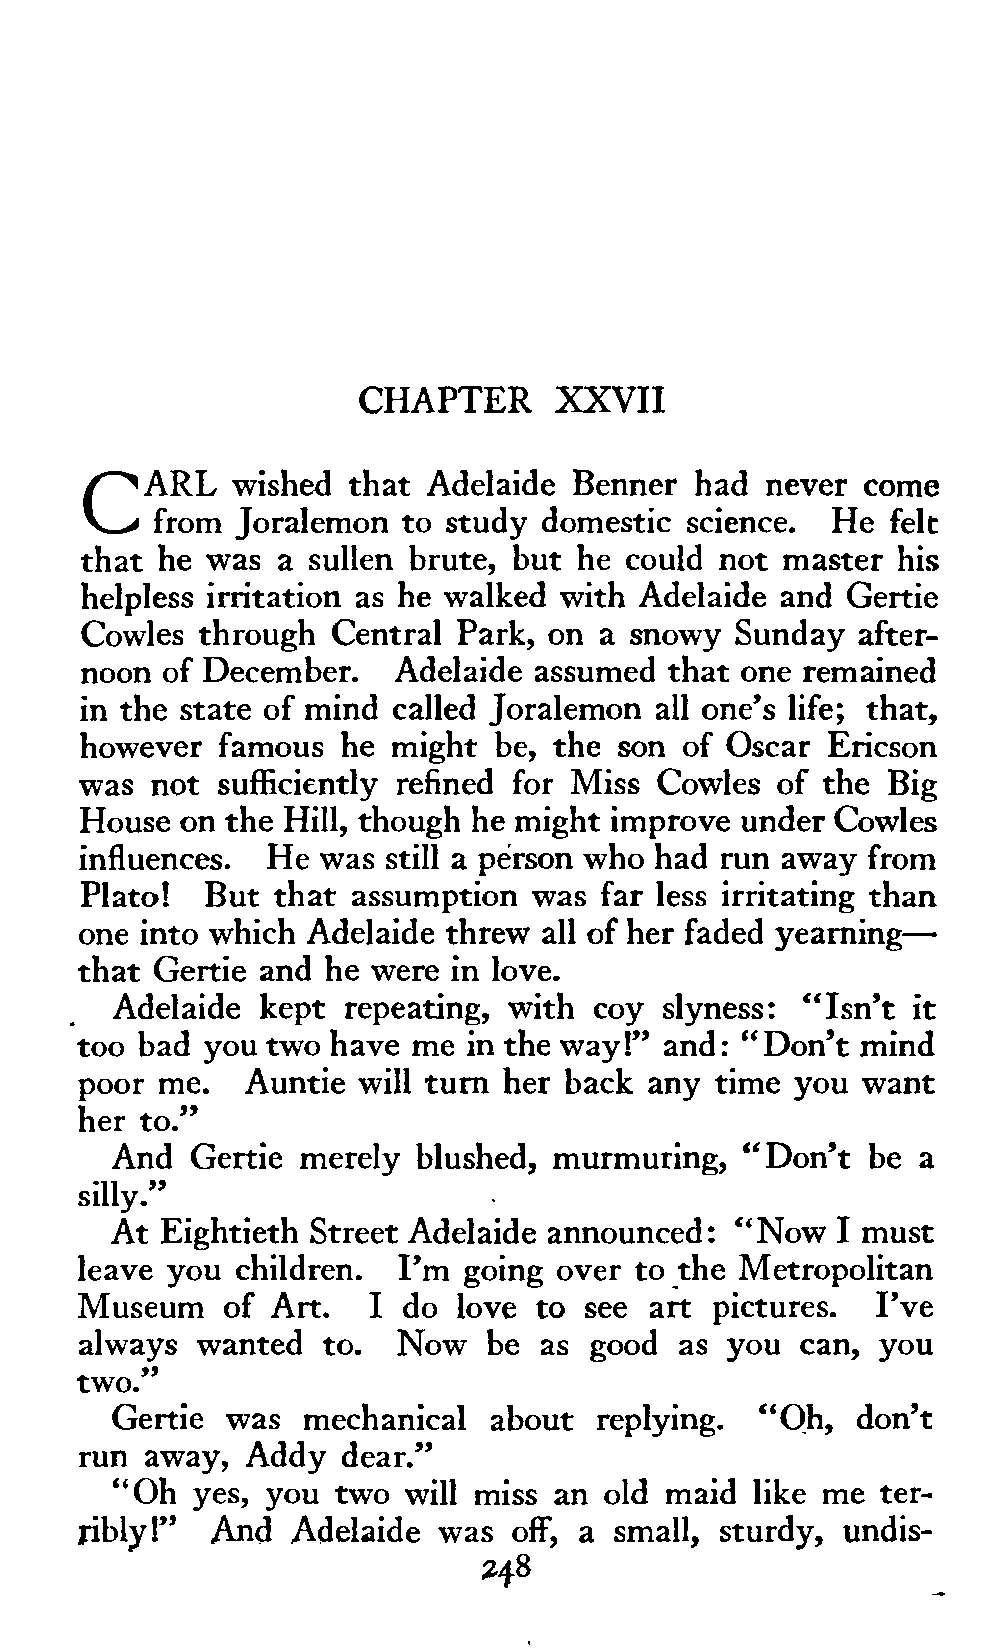 CHAPTER XXVII
CARL wished that Adelaide Benner had never come
from Joralemon to study domestic science. He felt
that he was a sullen brute, but he could not master his
helpless irritation as he walked with Adelaide and Gertie
Cowles through Central Park, on a snowy Sunday after-
noon of December. Adelaide assumed that one remained
in the state of mind called Joralemon all one's life; that,
however famous he might be, the son of Oscar Ericson
was not sufficiently refined for Miss Cowles of the Big
House on the Hill, though he might improve under Cowles
influences. He was still a person who had run away from
Plato! But that assumption was far less irritating than
one into which Adelaide threw all of her faded yearning—
that Gertie and he were in love.
Adelaide kept repeating, with coy slyness: "Isn't it
too bad you two have me in the way!" and: "Don't mind
poor me. Auntie will turn her back any time you want
her to."
And Gertie merely blushed, murmuring, "Don't be a
silly."
At Eightieth Street Adelaide announced: "Now I must
leave you children. I'm going over to the Metropolitan
Museum of Art. I do love to see art pictures. I've
always wanted to. Now be as good as you can, you
two."
Gertie was mechanical about replying. "Oh, don't
run away, Addy dear."
"Oh yes, you two will miss an old maid like me ter-
ribly!" And Adelaide was off, a small, sturdy, undis-
248